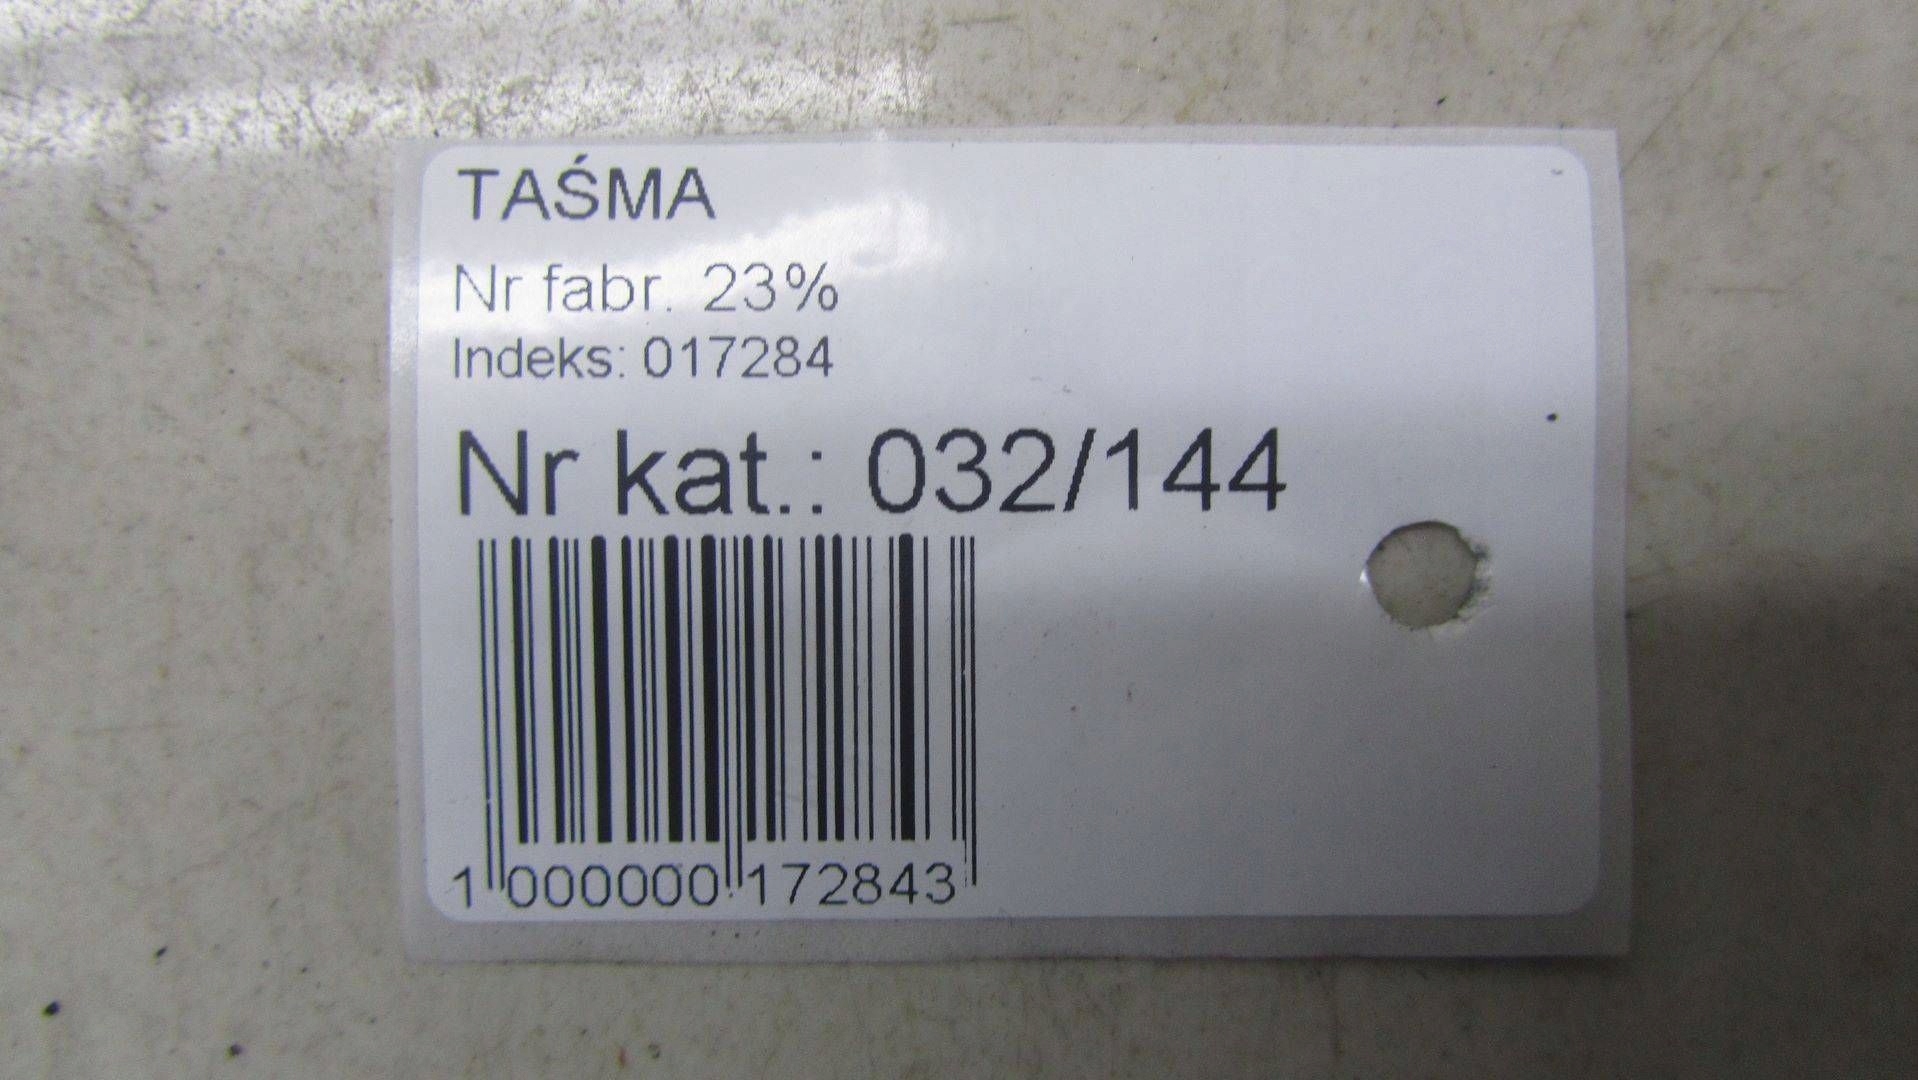 TAŚMA
Nr fabr. 23%
Indeks: 017284
Nr kat.: 032/144
1 000000 172843